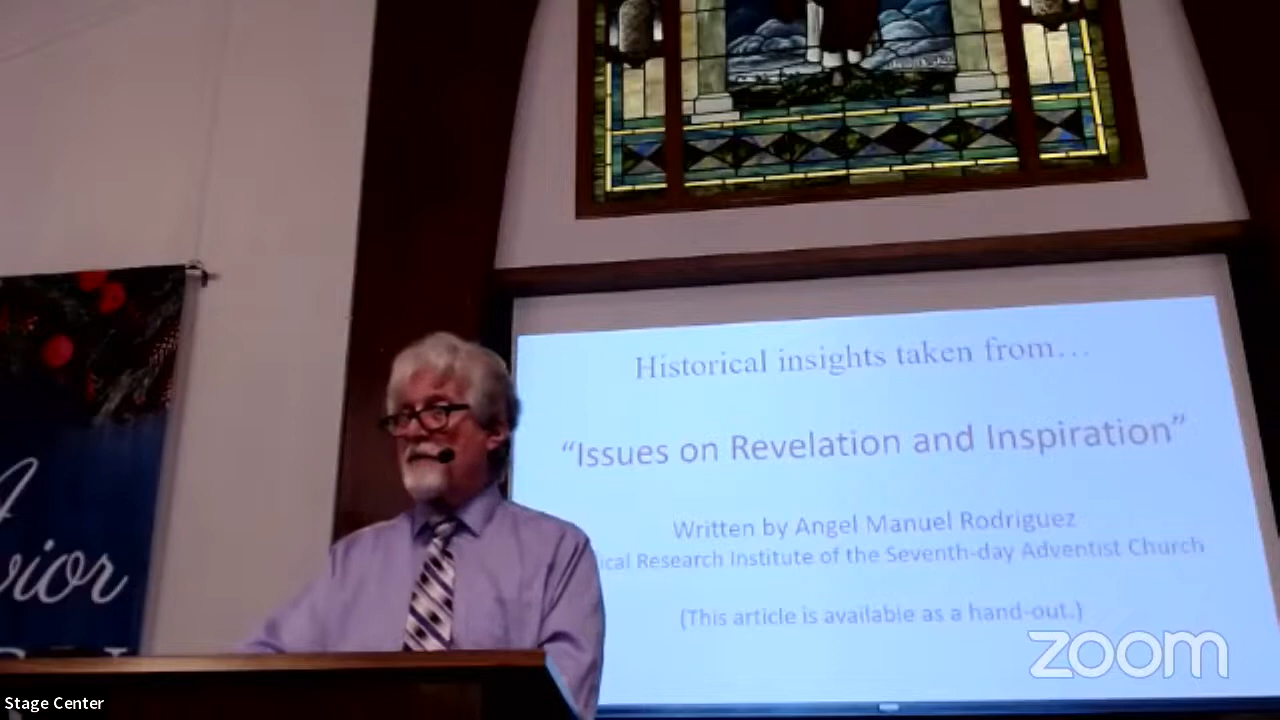 Historical insights taken from…
“Issues on Revelation and Inspiration”
Written by Angel Manuel Rodriguez
ical Research Institute of the Seventh-day Adventist Church
(This article is available as a hand-out.)
vior
zoom
Stage Center